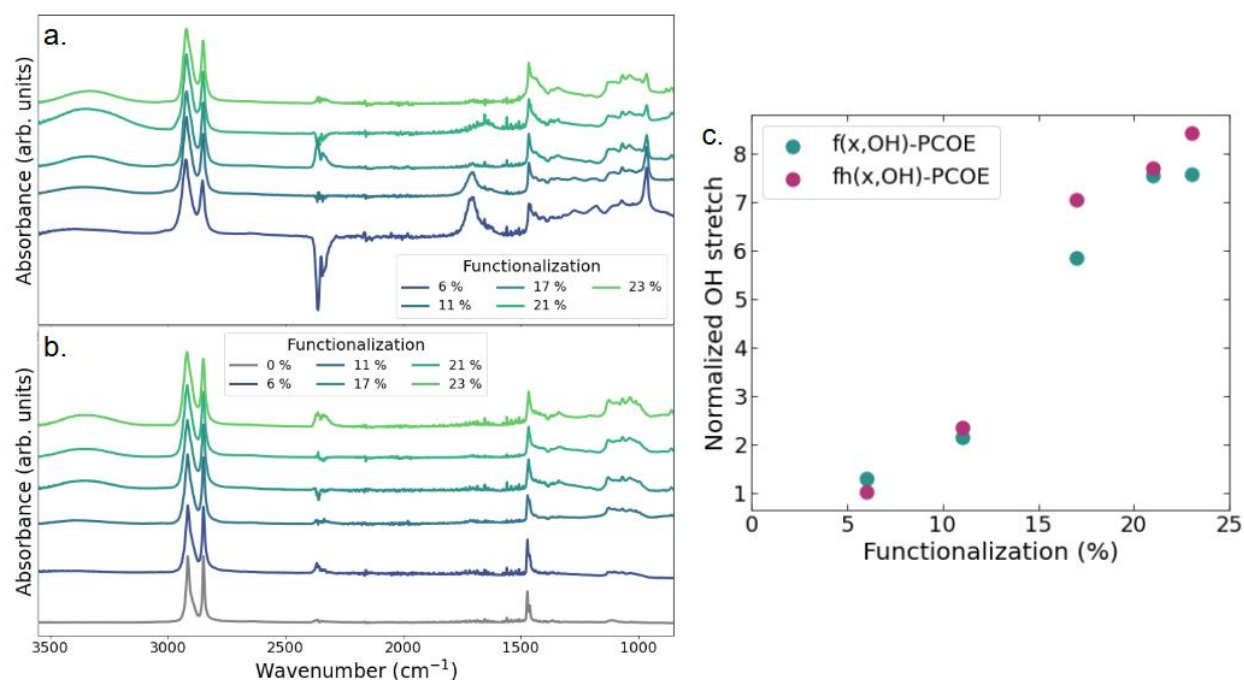 a.
Absorbance (arb. units)
Functionalization
6 % 17 % 23 %
11 % 21 %
b.
Absorbance (arb. units)
Functionalization
0 % 11 % 21 %
6 % 17 % 23 %
3500 3000 2500 2000 1500 1000
Wavenumber (cm⁻¹)
c.
f(x,OH)-PCOE
fh(x,OH)-PCOE
Normalized OH stretch
8
7
6
5
4
3
2
1
0 5 10 15 20 25
Functionalization (%)